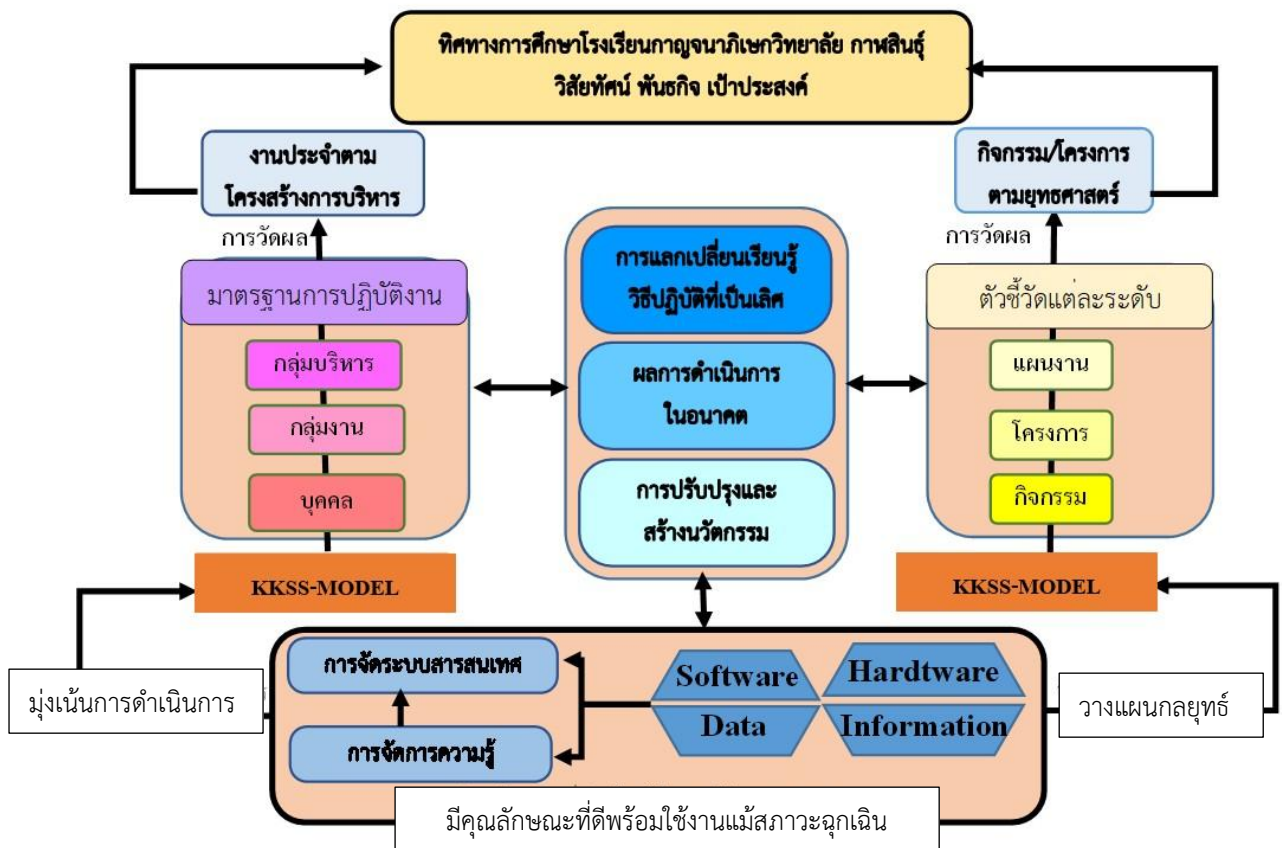 ทิศทางการศึกษาโรงเรียนกาญจนาภิเษกวิทยาลัย กาฬสินธุ์
วิสัยทัศน์ พันธกิจ เป้าประสงค์
งานประจำตาม
โครงสร้างการบริหาร
กิจกรรม/โครงการ
ตามยุทธศาสตร์
การวัดผล
การวัดผล
มาตรฐานการปฏิบัติงาน
กลุ่มบริหาร
กลุ่มงาน
บุคคล
KKSS-MODEL
การแลกเปลี่ยนเรียนรู้
วิธีปฏิบัติที่เป็นเลิศ
ผลการดำเนินการ
ในอนาคต
การปรับปรุงและ
สร้างนวัตกรรม
ตัวชี้วัดแต่ละระดับ
แผนงาน
โครงการ
กิจกรรม
KKSS-MODEL
มุ่งเน้นการดำเนินการ
การจัดระบบสารสนเทศ
การจัดการความรู้
Software
Hardtware
Data
Information
วางแผนกลยุทธ์
มีคุณลักษณะที่ดีพร้อมใช้งานแม้สภาวะฉุกเฉิน